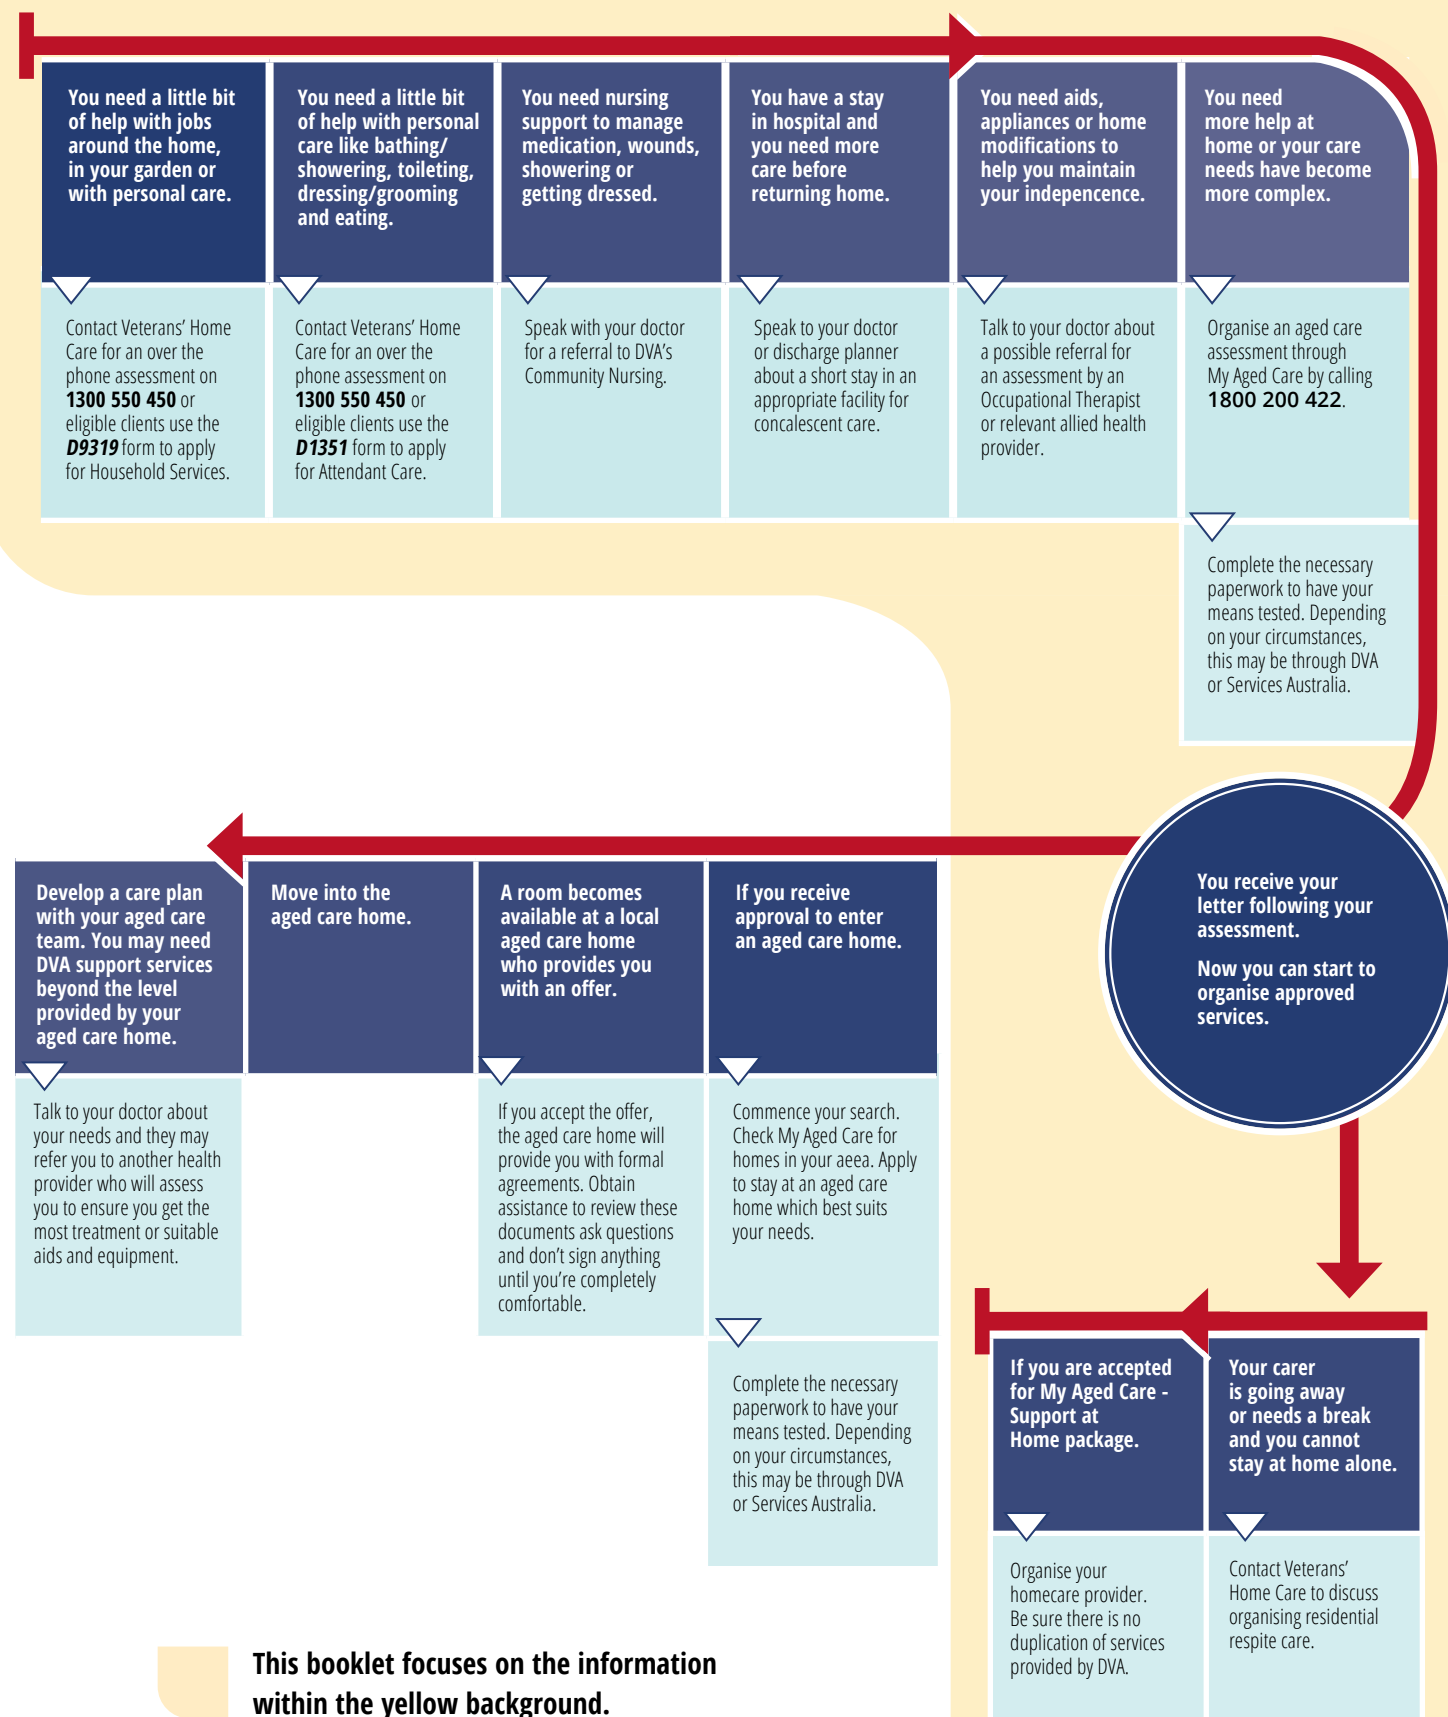 You need a little bit
of help with jobs
around the home,
in your garden or
with personal care.
Contact Veterans' Home
Care for an over the
phone assessment on
1300 550 450 or
eligible clients use the
D9319 form to apply
for Household Services.
You need a little bit
of help with personal
care like bathing/
showering, toileting,
dressing/grooming
and eating.
Contact Veterans' Home
Care for an over the
phone assessment on
1300 550 450 or
eligible clients use the
D1351 form to apply
for Attendant Care.
You need nursing
support to manage
medication, wounds,
showering or
getting dressed.
Speak with your doctor
for a referral to DVA's
Community Nursing.
You have a stay
in hospital and
you need more
care before
returning home.
Speak to your doctor
or discharge planner
about a short stay in an
appropriate facility for
concalescent care.
You need aids,
appliances or home
modifications to
help you maintain
your indepencence.
Talk to your doctor about
a possible referral for
an assessment by an
Occupational Therapist
or relevant allied health
provider.
You need
more help at
home or your care
needs have become
more complex.
Organise an aged care
assessment through
My Aged Care by calling
1800 200 422.
Complete the necessary
paperwork to have your
means tested. Depending
on your circumstances,
this may be through DVA
or Services Australia.
You receive your
letter following your
assessment.
Now you can start to
organise approved
services.
If you receive
approval to enter
an aged care home.
Commence your search.
Check My Aged Care for
homes in your aeea. Apply
to stay at an aged care
home which best suits
your needs.
Complete the necessary
paperwork to have your
means tested. Depending
on your circumstances,
this may be through DVA
or Services Australia.
A room becomes
available at a local
aged care home
who provides you
with an offer.
If you accept the offer,
the aged care home will
provide you with formal
agreements. Obtain
assistance to review these
documents ask questions
and don't sign anything
until you're completely
comfortable.
Move into the
aged care home.
Develop a care plan
with your aged care
team. You may need
DVA support services
beyond the level
provided by your
aged care home.
Talk to your doctor about
your needs and they may
refer you to another health
provider who will assess
you to ensure you get the
most treatment or suitable
aids and equipment.
Your carer
is going away
or needs a break
and you cannot
stay at home alone.
Contact Veterans'
Home Care to discuss
organising residential
respite care.
If you are accepted
for My Aged Care -
Support at
Home package.
Organise your
homecare provider.
Be sure there is no
duplication of services
provided by DVA.
This booklet focuses on the information
within the yellow background.